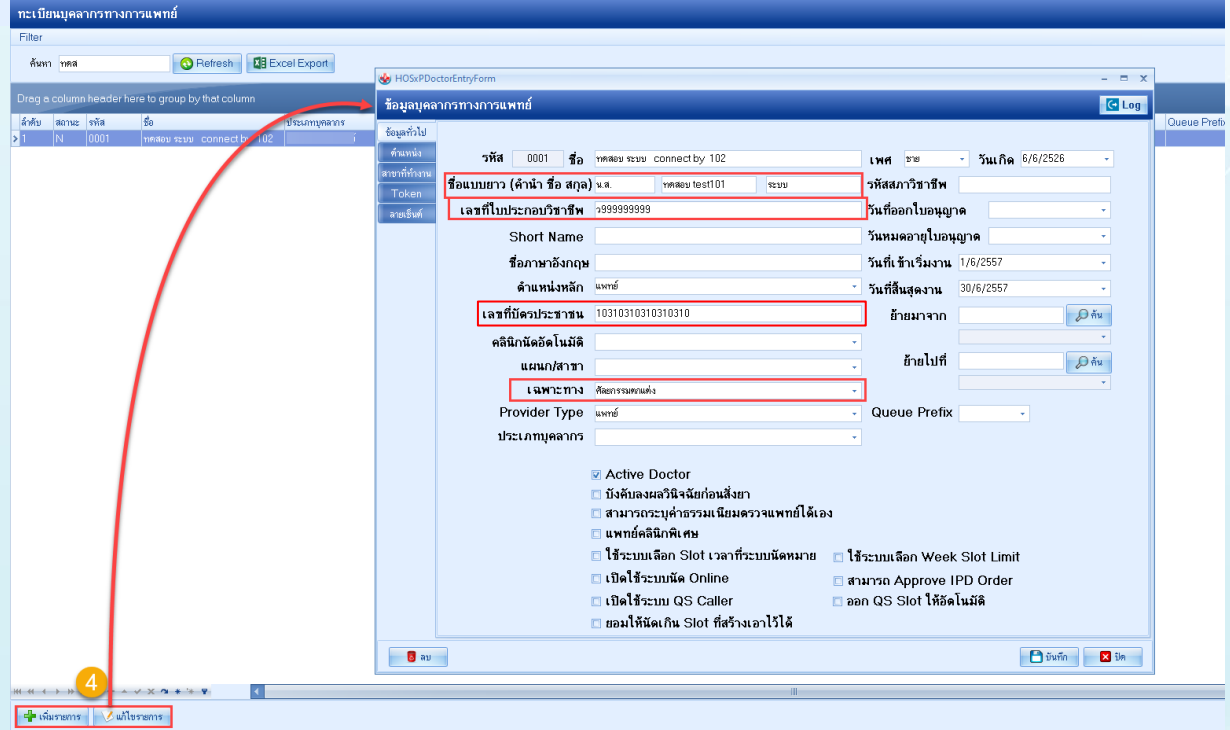 ทะเบียนบุคลากรทางการแพทย์
Filter
ค้นหา ทดส Refresh Excel Export
Drag a column header here to group by that column
ลำดับ สถานะ รหัส ชื่อ ประเภทบุคลากร Queue Prefix
1 N 0001 ทดสอบ ระบบ connect by 102
HOSxPDoctorEntryForm
ข้อมูลบุคลากรทางการแพทย์ Log
ข้อมูลทั่วไป
ตำแหน่ง
สาขาที่ทำงาน
Token
ลายเซ็นต์
รหัส 0001 ชื่อ ทดสอบ ระบบ connect by 102 เพศ ชาย วันเกิด 6/6/2526
ชื่อแบบยาว (คำนำ ชื่อ สกุล) น.ส. ทดสอบ test101 ระบบ รหัสสภาวิชาชีพ
เลขที่ใบประกอบวิชาชีพ ว999999999 วันที่ออกใบอนุญาต
Short Name วันหมดอายุใบอนุญาต
ชื่อภาษาอังกฤษ วันที่เข้าเริ่มงาน 1/6/2557
ตำแหน่งหลัก แพทย์ วันที่สิ้นสุดงาน 30/6/2557
เลขที่บัตรประชาชน 10310310310310310 ย้ายมาจาก ค้น
คลินิกนัดอัตโนมัติ
แผนก/สาขา ย้ายไปที่ ค้น
เฉพาะทาง ศัลยกรรมตกแต่ง
Provider Type แพทย์ Queue Prefix
ประเภทบุคลากร
Active Doctor
บังคับลงผลวินิจฉัยก่อนสั่งยา
สามารถระบุค่าธรรมเนียมตรวจแพทย์ได้เอง
แพทย์คลินิกพิเศษ
ใช้ระบบเลือก Slot เวลาที่ระบบนัดหมาย ใช้ระบบเลือก Week Slot Limit
เปิดใช้ระบบนัด Online สามารถ Approve IPD Order
เปิดใช้ระบบ QS Caller ออก QS Slot ให้อัตโนมัติ
ยอมให้นัดเกิน Slot ที่สร้างเอาไว้ได้
ลบ บันทึก ปิด
4
เพิ่มรายการ แก้ไขรายการ